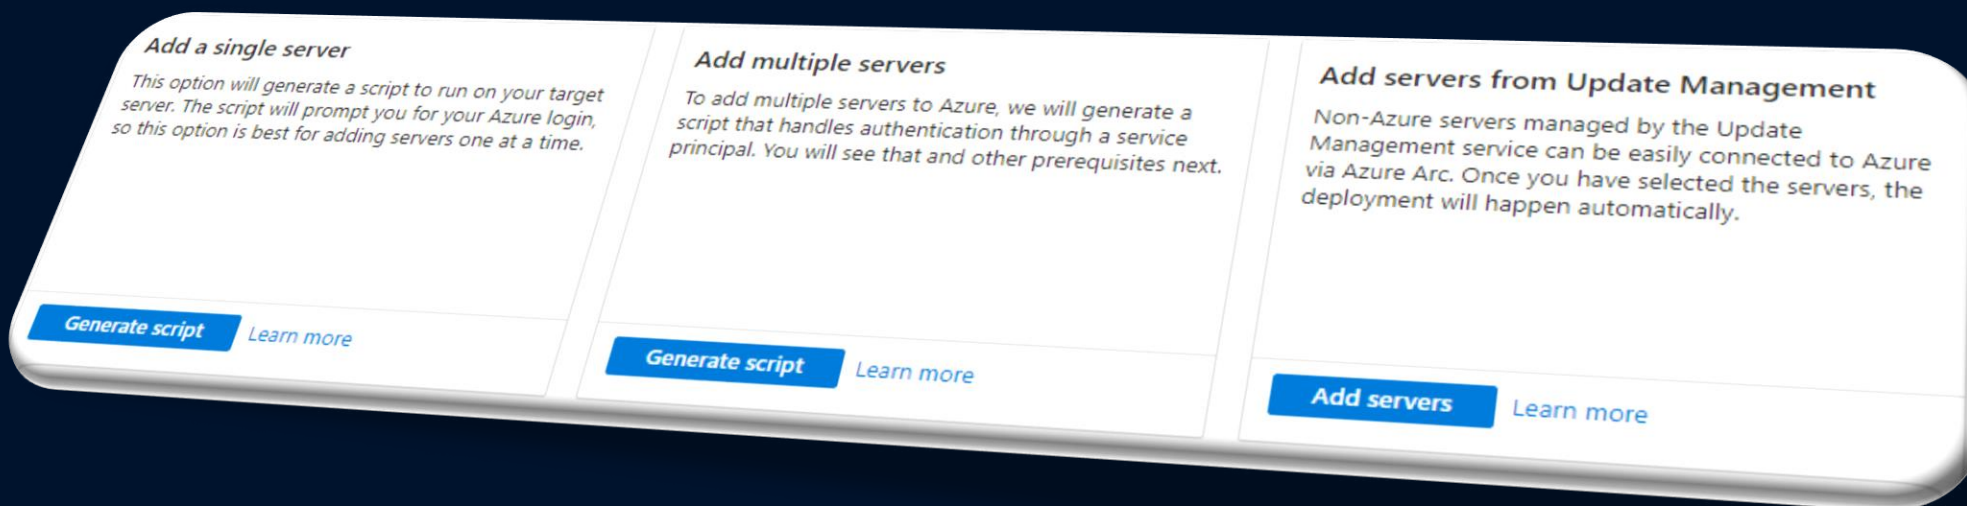 Add a single server
This option will generate a script to run on your target
server. The script will prompt you for your Azure login,
so this option is best for adding servers one at a time.
Generate script
Learn more
Add multiple servers
To add multiple servers to Azure, we will generate a
script that handles authentication through a service
principal. You will see that and other prerequisites next.
Generate script
Learn more
Add servers from Update Management
Non-Azure servers managed by the Update
Management service can be easily connected to Azure
via Azure Arc. Once you have selected the servers, the
deployment will happen automatically.
Add servers
Learn more